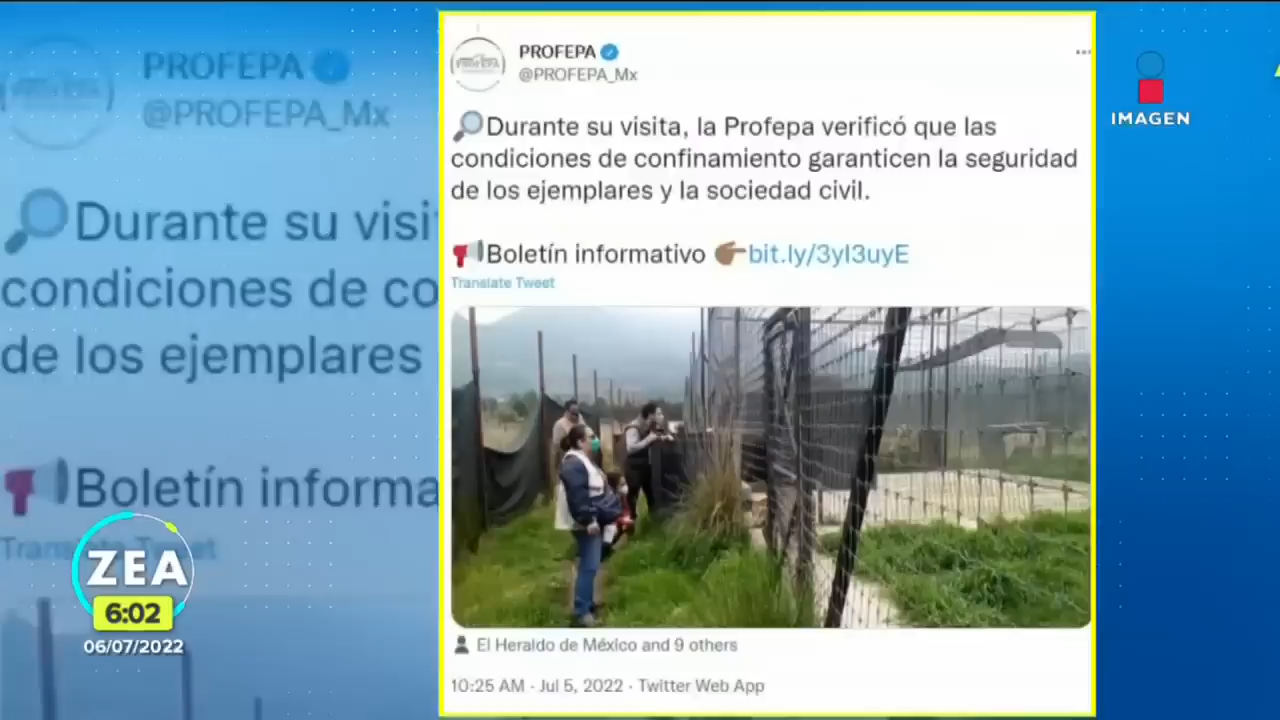 PROFEPA
@PROFEPA_Mx
Durante su visi
condiciones de co
de los ejemplares
Boletín informa
Translate Tweet
PROFEPA
@PROFEPA_Mx
Durante su visita, la Profepa verificó que las
condiciones de confinamiento garanticen la seguridad
de los ejemplares y la sociedad civil.
Boletín informativo bit.ly/3yI3uyE
Translate Tweet
El Heraldo de México and 9 others
10:25 AM · Jul 5, 2022 · Twitter Web App
IMAGEN
ZEA
6:02
06/07/2022